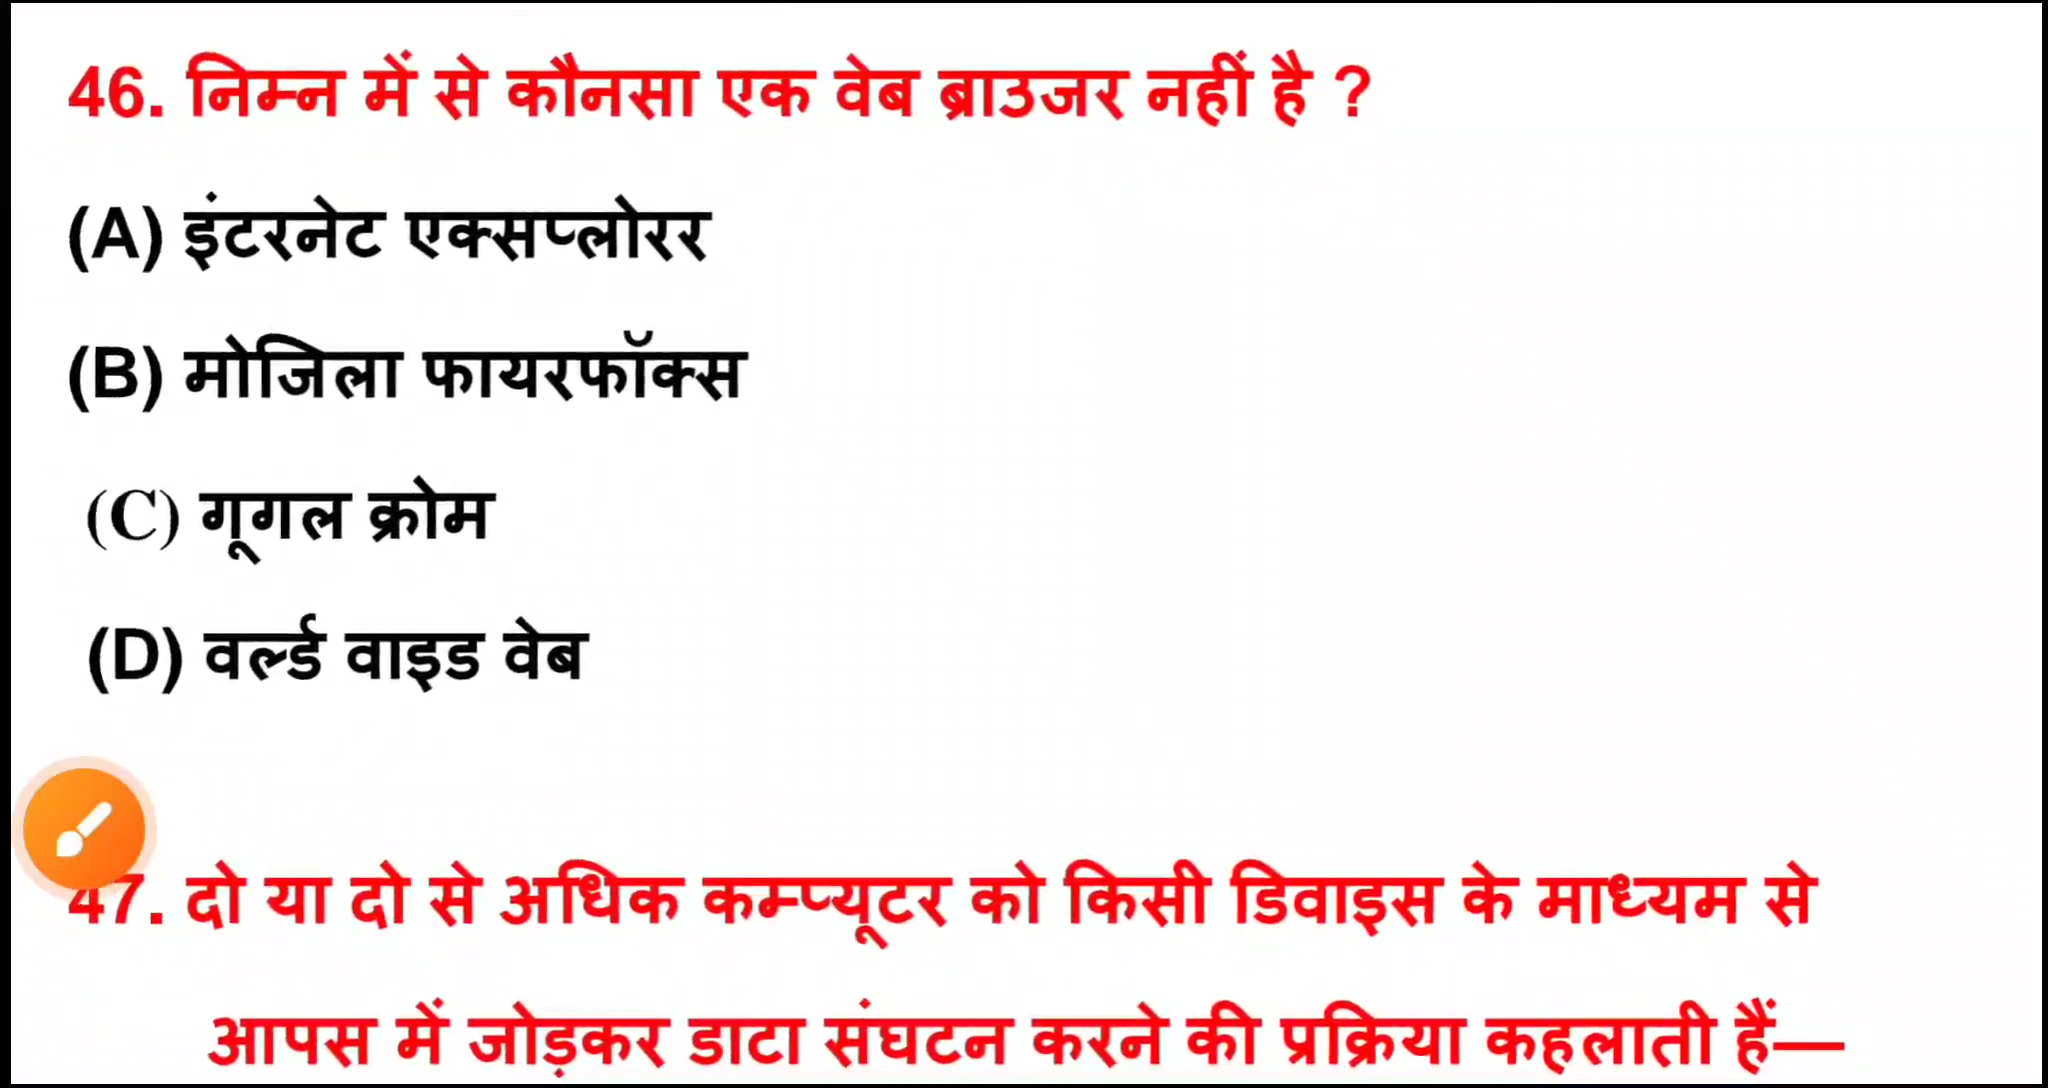 46. निम्न में से कौनसा एक वेब ब्राउजर नहीं है ?
(A) इंटरनेट एक्सप्लोरर
(B) मोजिला फायरफॉक्स
(C) गूगल क्रोम
(D) वर्ल्ड वाइड वेब
47. दो या दो से अधिक कम्प्यूटर को किसी डिवाइस के माध्यम से
आपस में जोड़कर डाटा संघटन करने की प्रक्रिया कहलाती हैं—